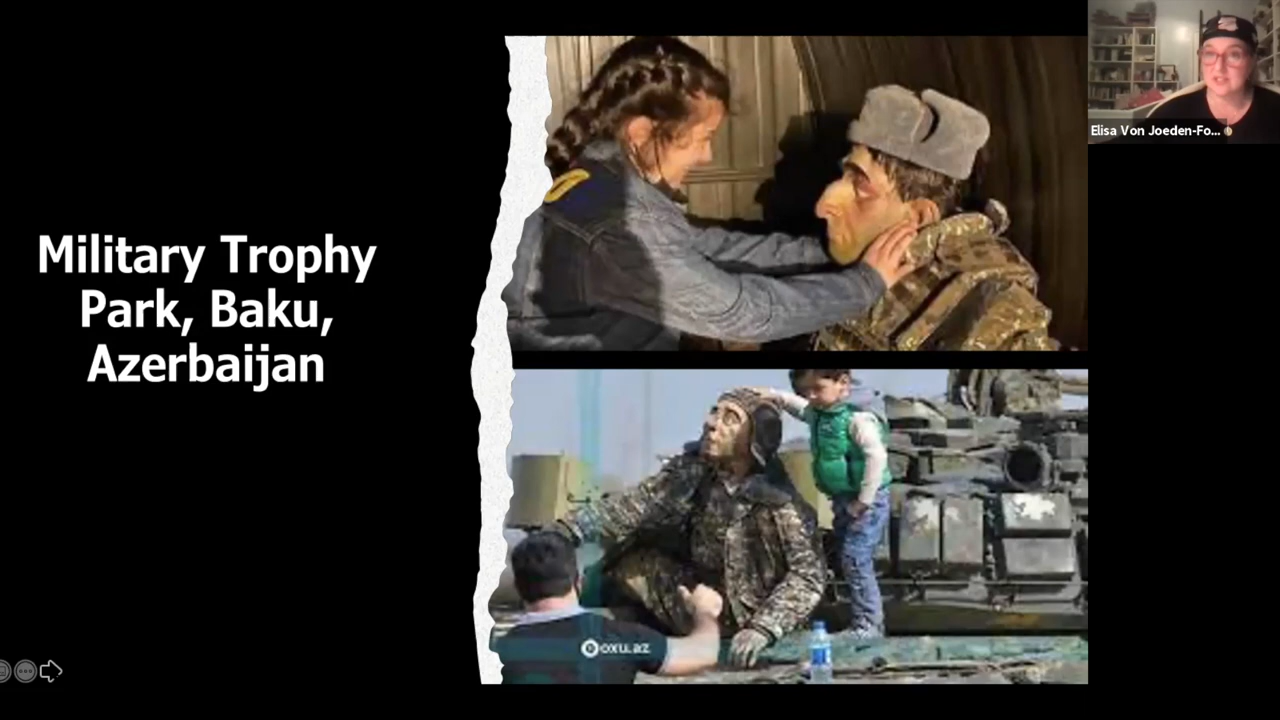 Military Trophy
Park, Baku,
Azerbaijan
Elisa Von Joeden-Fo...
oxu.az